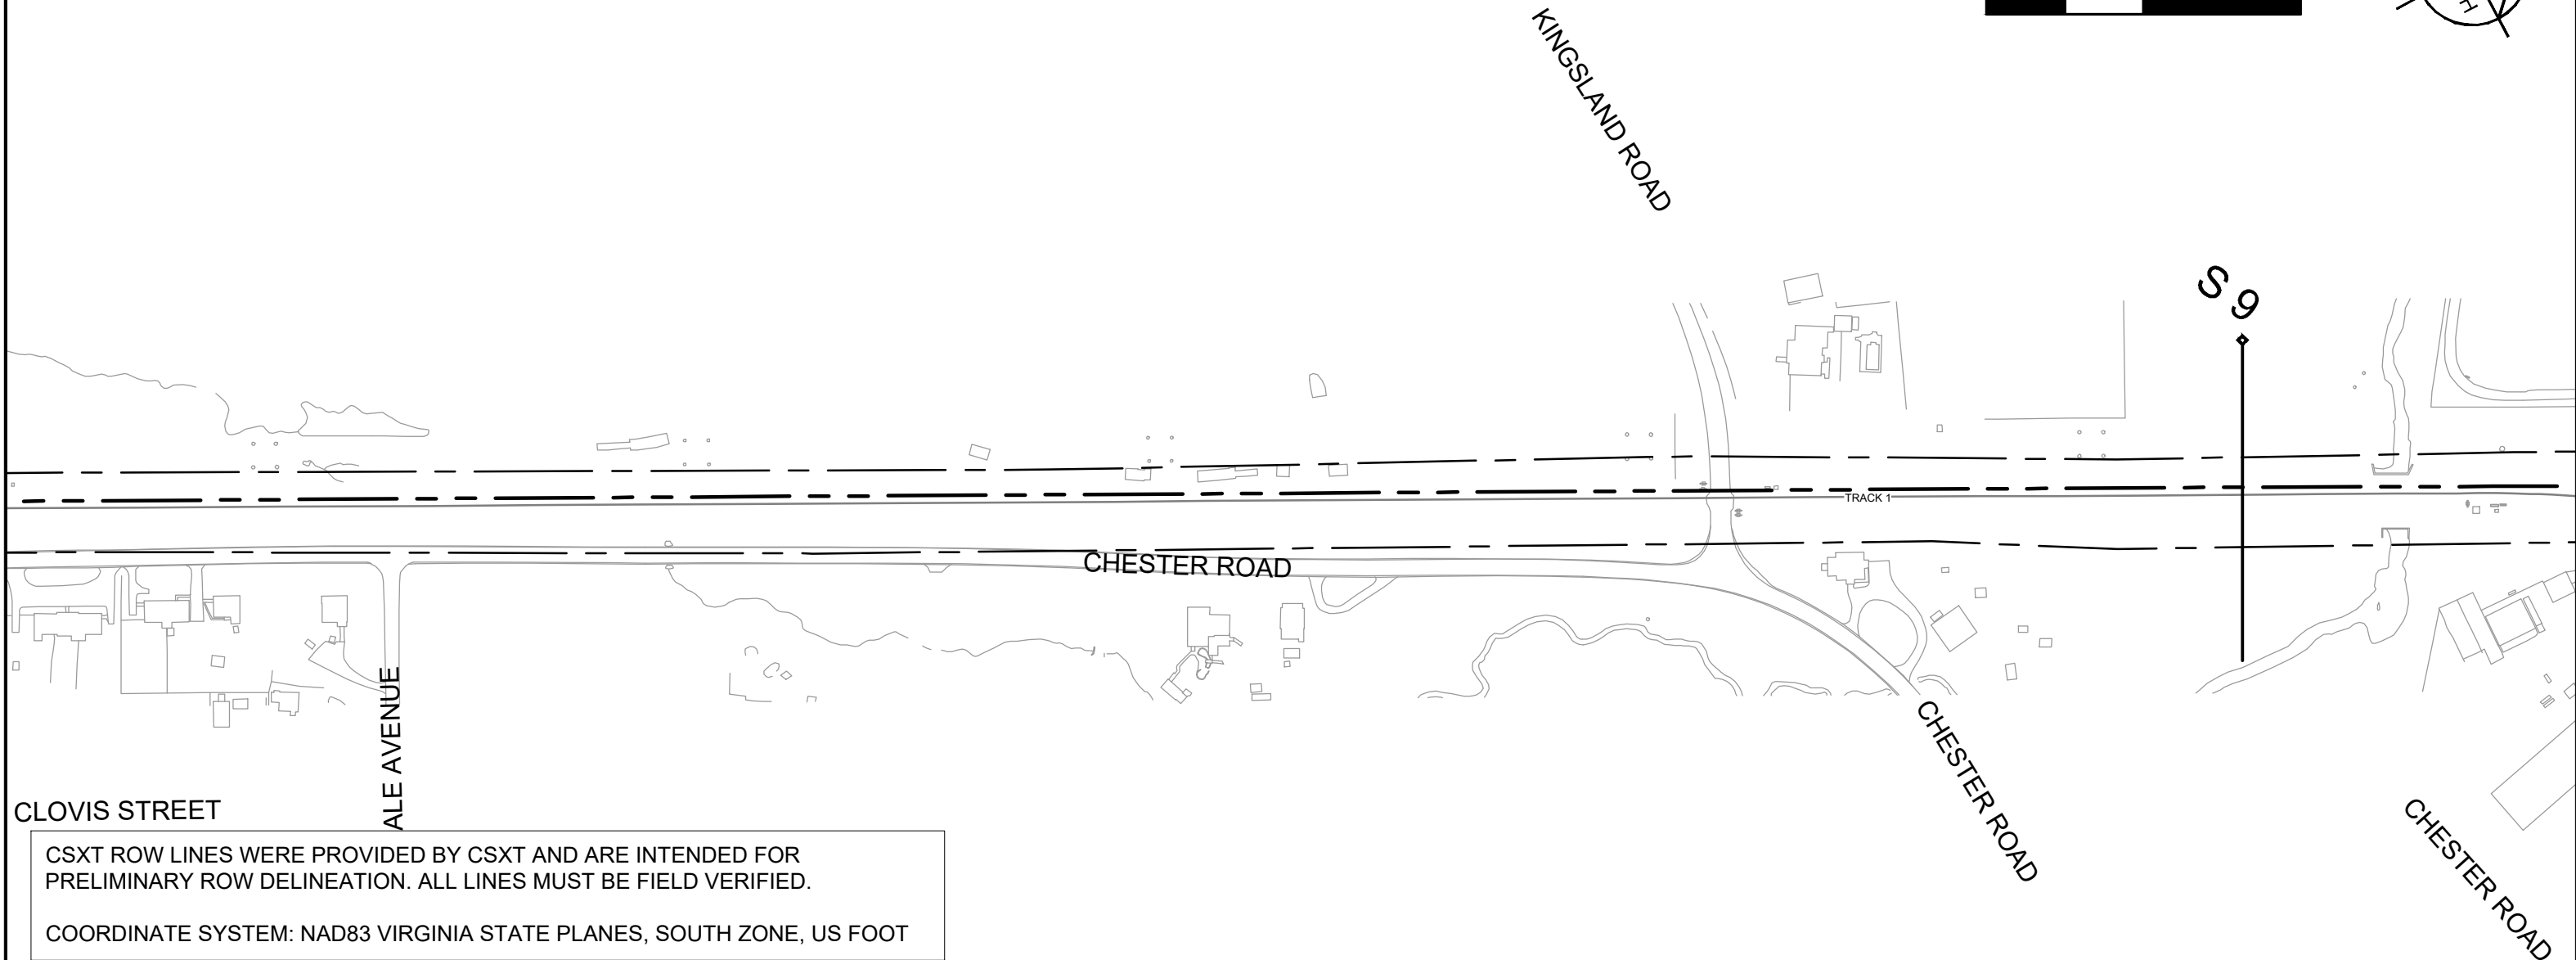 KINGSLAND ROAD
S 9
TRACK 1
CHESTER ROAD
ALE AVENUE
CHESTER ROAD
CLOVIS STREET
CHESTER ROAD
CSXT ROW LINES WERE PROVIDED BY CSXT AND ARE INTENDED FOR
PRELIMINARY ROW DELINEATION. ALL LINES MUST BE FIELD VERIFIED.
COORDINATE SYSTEM: NAD83 VIRGINIA STATE PLANES, SOUTH ZONE, US FOOT